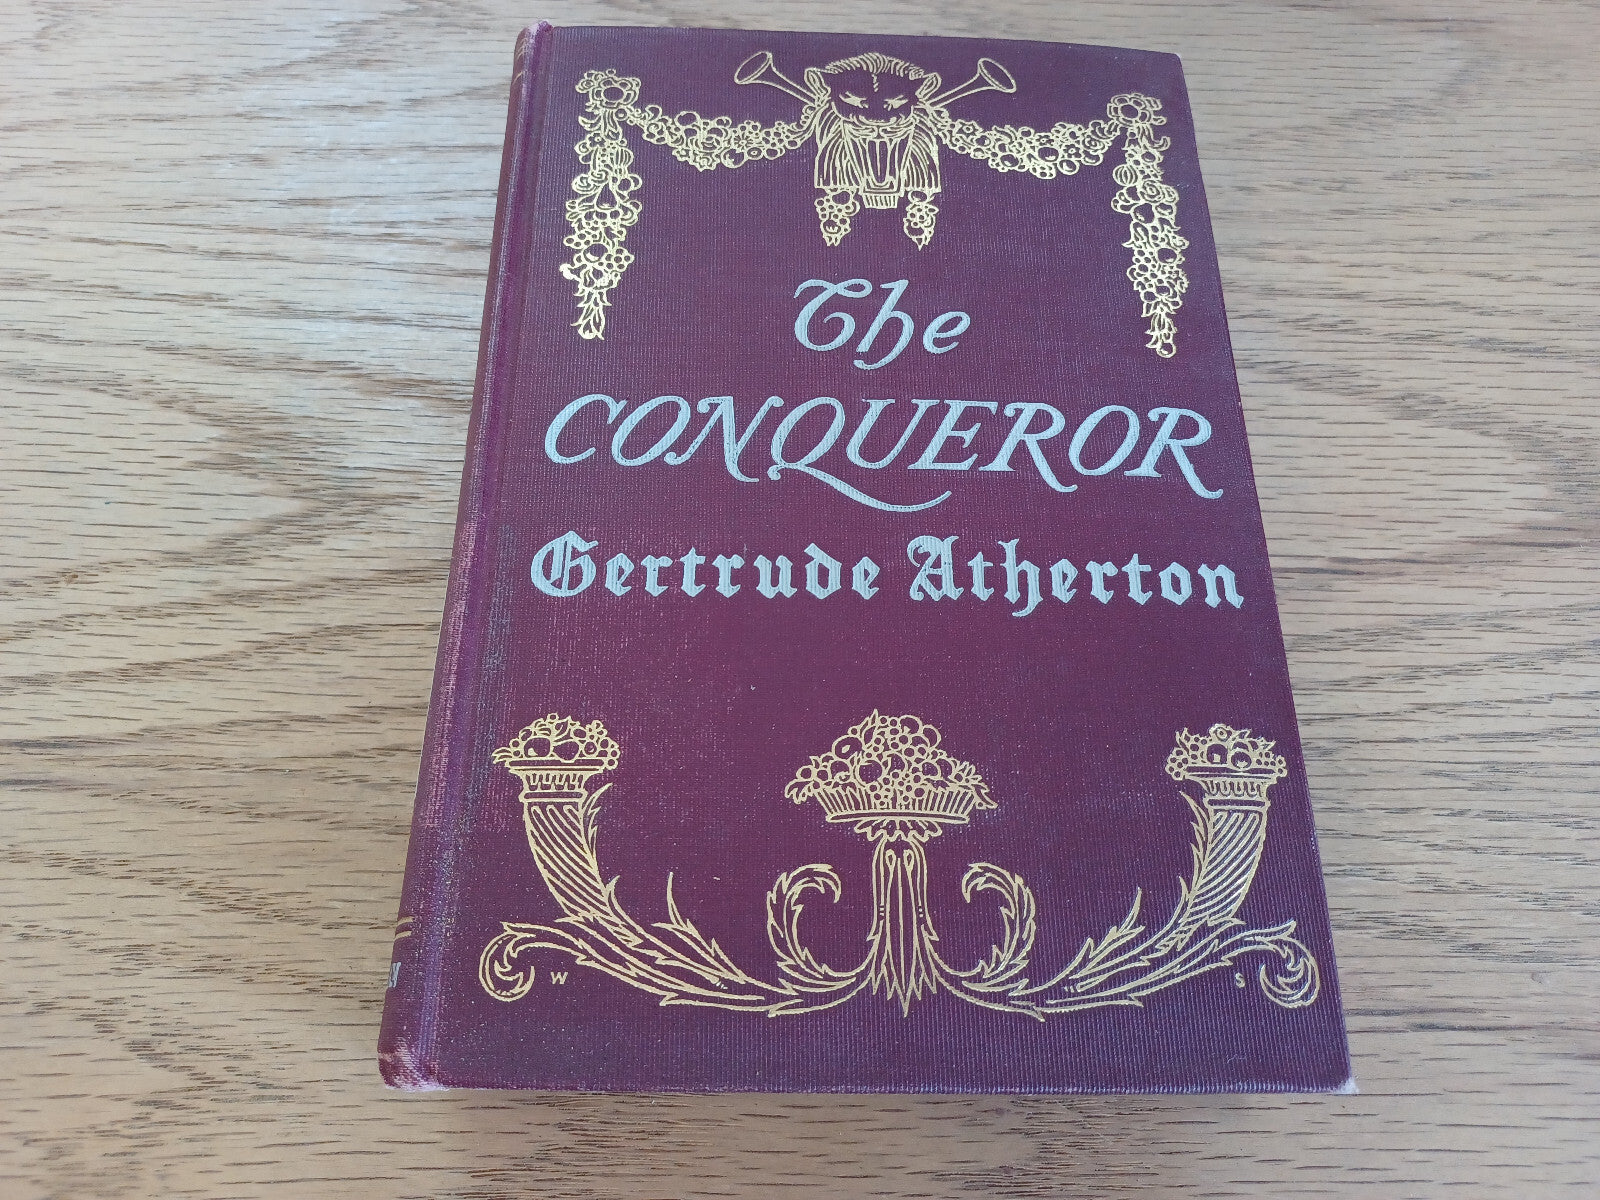 The
CONQUEROR
Gertrude Atherton
W S